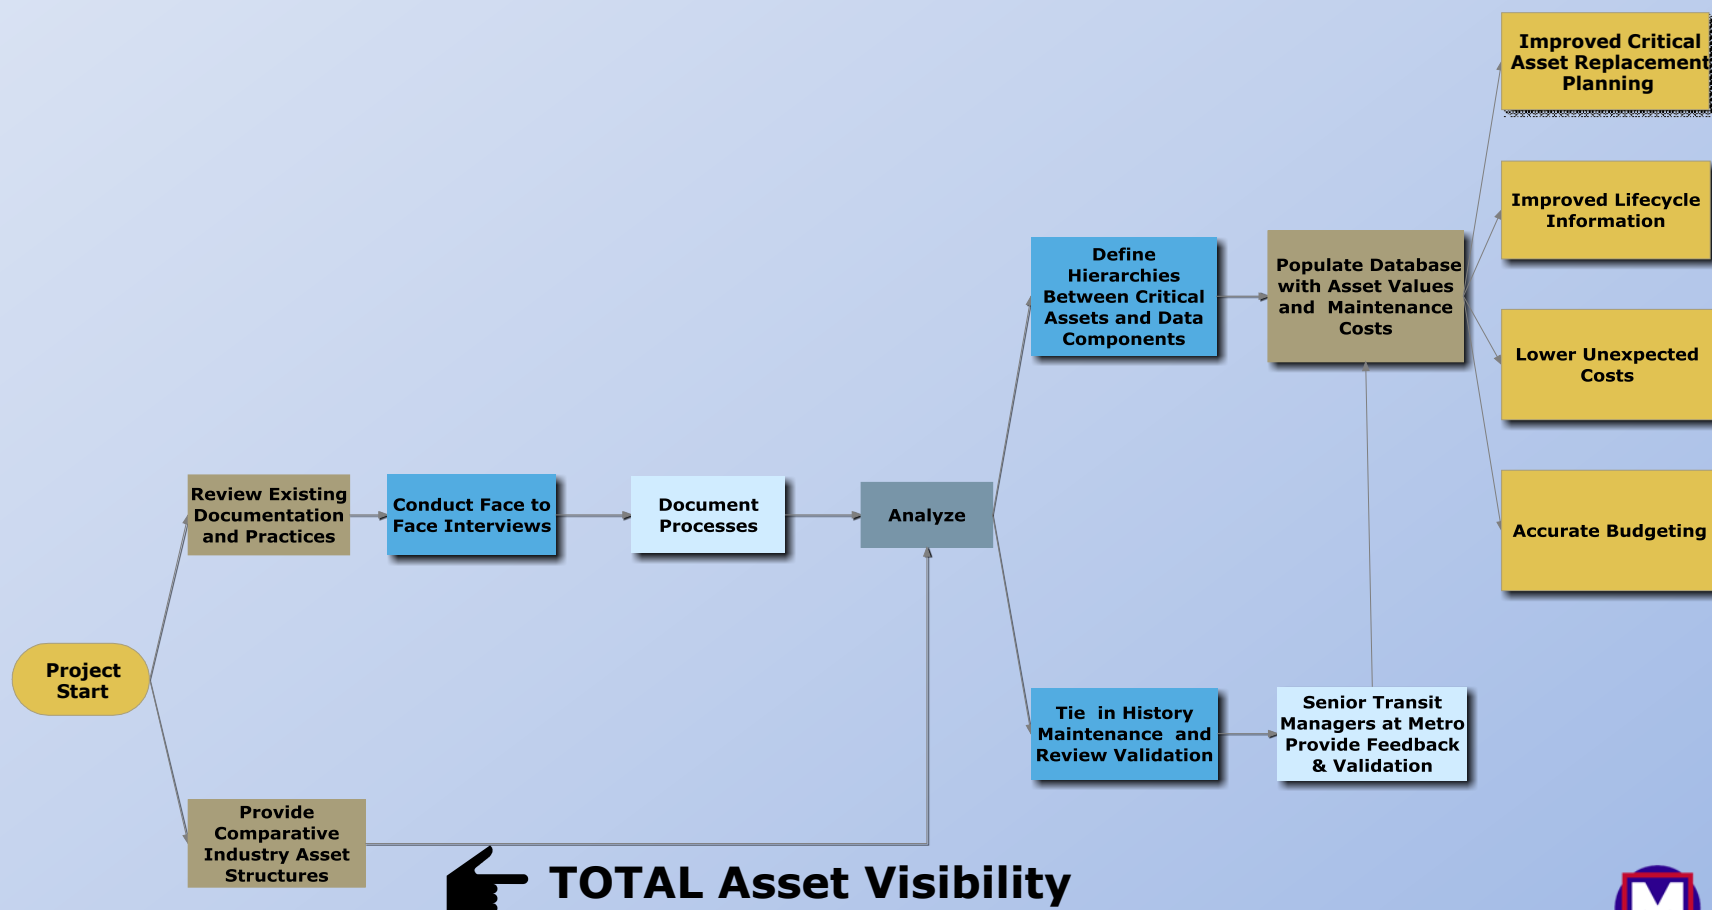 Improved Critical
Asset Replacement
Planning
Improved Lifecycle
Information
Define
Hierarchies
Between Critical
Assets and Data
Components
Populate Database
with Asset Values
and  Maintenance
Costs
Lower Unexpected
Costs
Review Existing
Documentation
and Practices
Conduct Face to
Face Interviews
Document
Processes
Analyze
Accurate Budgeting
Project
Start
Tie  in History
Maintenance  and
Review Validation
Senior Transit
Managers at Metro
Provide Feedback
& Validation
Provide
Comparative
Industry Asset
Structures
TOTAL Asset Visibility
M